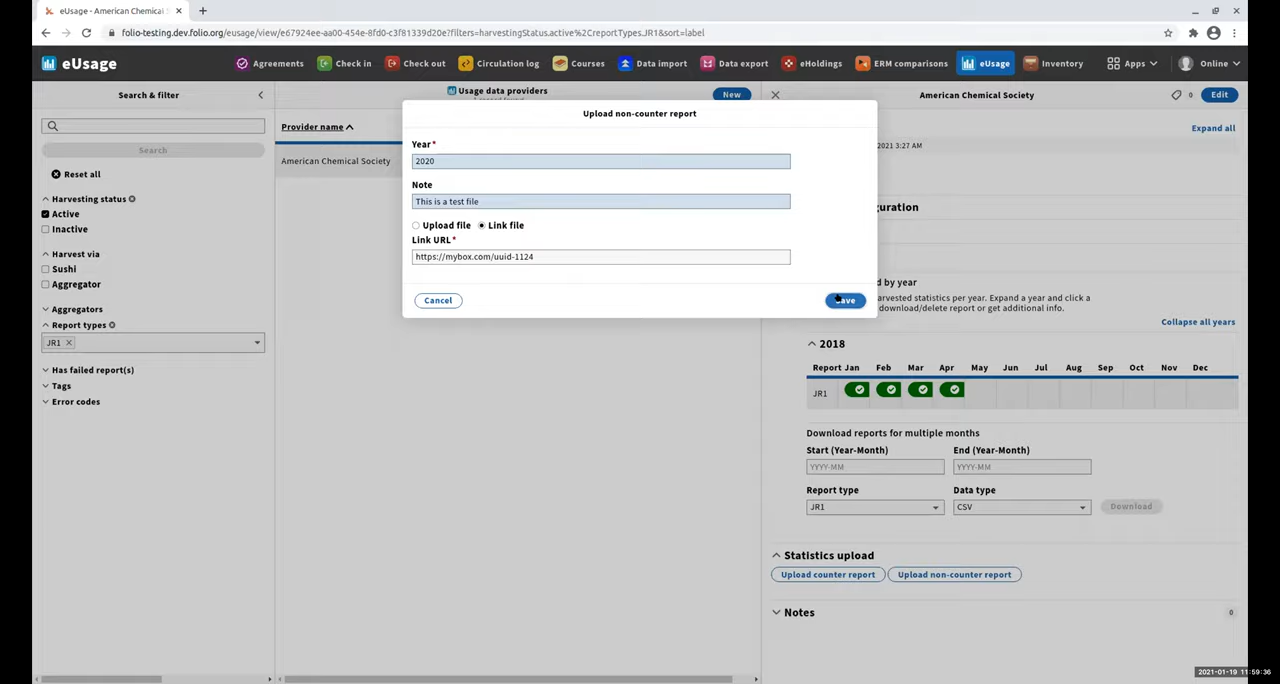 eUsage - American Chemical S
folio-testing.dev.folio.org/eusage/view/e67924ee-aa00-454e-8fd0-c3f81339d20e?filters=harvestingStatus.active%2CreportTypes.JR1&sort=label
eUsage
Agreements
Check in
Check out
Circulation log
Courses
Data import
Data export
eHoldings
ERM comparisons
eUsage
Inventory
Apps
Online
Search & filter
Usage data providers
New
American Chemical Society
0
Edit
Search
Reset all
Harvesting status
Active
Inactive
Harvest via
Sushi
Aggregator
Aggregators
Report types
JR1
Has failed report(s)
Tags
Error codes
Provider name
American Chemical Society
Upload non-counter report
Year*
2020
Note
This is a test file
Upload file
Link file
Link URL*
https://mybox.com/uuid-1124
Cancel
Expand all
2021 3:27 AM
guration
d by year
arvested statistics per year. Expand a year and click a
download/delete report or get additional info.
Collapse all years
2018
Report Jan Feb Mar Apr May Jun Jul Aug Sep Oct Nov Dec
JR1
Download reports for multiple months
Start (Year-Month) End (Year-Month)
YYYY-MM YYYY-MM
Report type Data type
JR1 CSV Download
Statistics upload
Upload counter report Upload non-counter report
Notes
0
2021-01-19 11:59:36